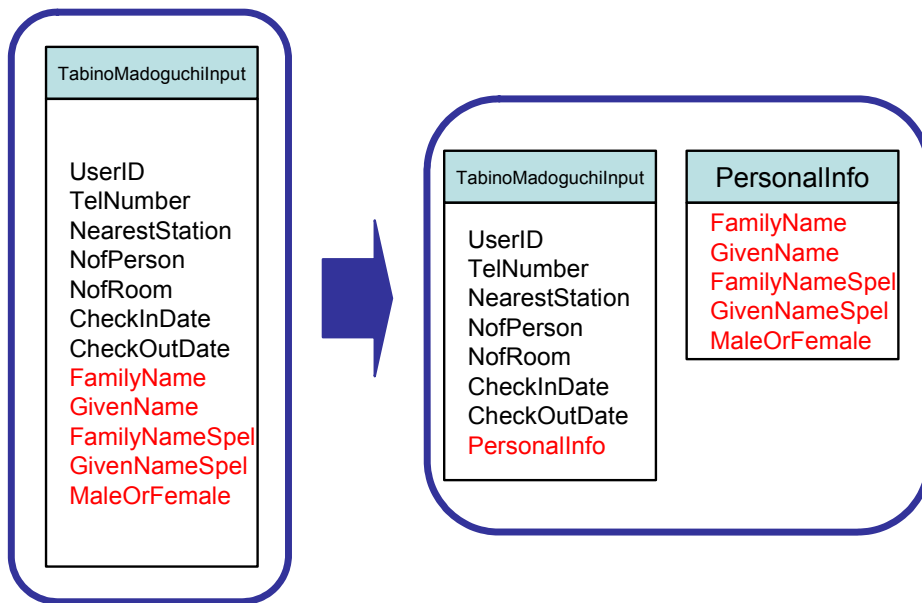 TabinoMadoguchiInput
UserID
TelNumber
NearestStation
NofPerson
NofRoom
CheckInDate
CheckOutDate
FamilyName
GivenName
FamilyNameSpel
GivenNameSpel
MaleOrFemale
TabinoMadoguchiInput
UserID
TelNumber
NearestStation
NofPerson
NofRoom
CheckInDate
CheckOutDate
PersonalInfo
PersonalInfo
FamilyName
GivenName
FamilyNameSpel
GivenNameSpel
MaleOrFemale